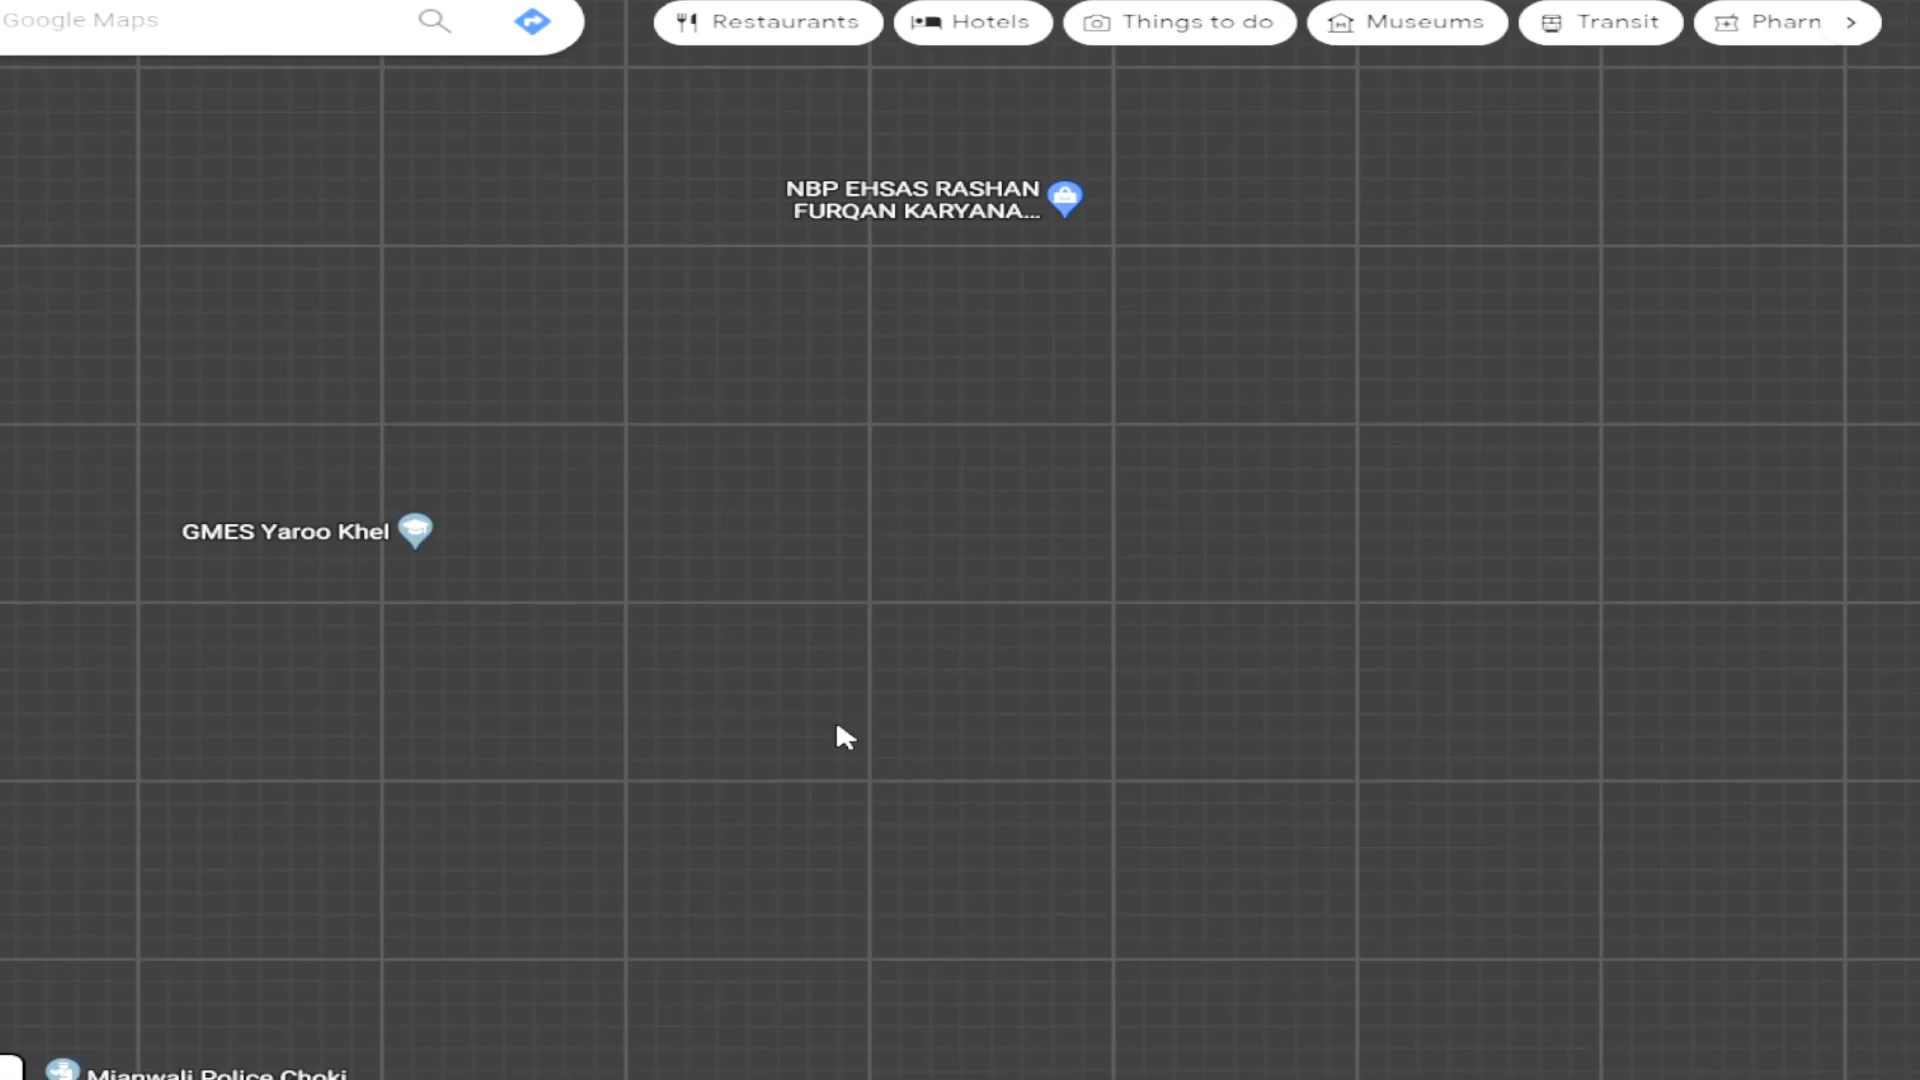 Google Maps
Restaurants
Hotels
Things to do
Museums
Transit
Pharn
NBP EHSAS RASHAN
FURQAN KARYANA...
GMES Yaroo Khel
Mianwali Police Choki